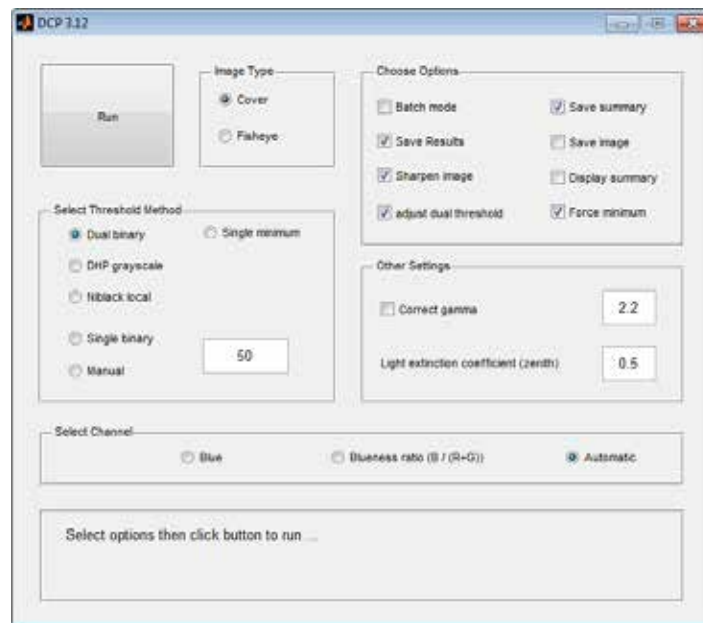 DCP 3.12
Run
Image Type
Cover
Fisheye
Choose Options
Batch mode
Save summary
Save Results
Save image
Sharpen image
Display summary
adjust dual threshold
Force minimum
Select Threshold Method
Dual binary
Single minimum
DHP grayscale
Niblack local
Single binary
Manual
50
Other Settings
Correct gamma
2.2
Light extinction coefficient (zenith)
0.5
Select Channel
Blue
Blueness ratio (B / (R+G))
Automatic
Select options then click button to run ...